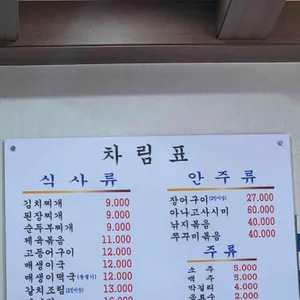 차림표
식사류
김치찌개 9.000
된장찌개 9.000
순두부찌개 9.000
제육볶음 11.000
고등어구이 12.000
매생이국 12.000
매생이떡국 12.000
갈치조림 13.000
안주류
장어구이 27.000
아나고사시미 60.000
낙지볶음 40.000
쭈꾸미볶음 40.000
주류
소주 5.000
맥주 5.000
막걸리 4.000
음료수 2.000